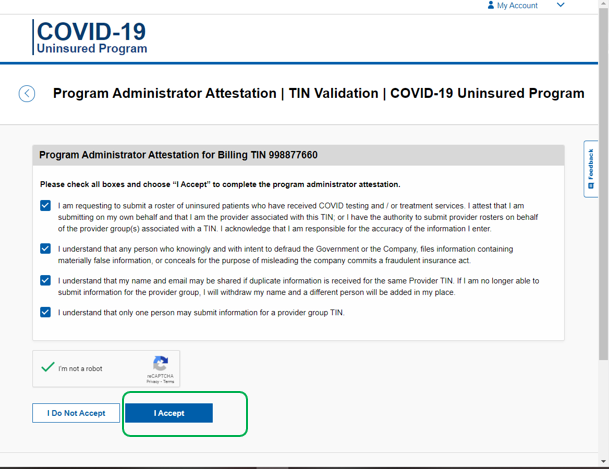 My Account
COVID-19
Uninsured Program
Program Administrator Attestation | TIN Validation | COVID-19 Uninsured Program
Feedback
Program Administrator Attestation for Billing TIN 998877660
Please check all boxes and choose “I Accept” to complete the program administrator attestation.
I am requesting to submit a roster of uninsured patients who have received COVID testing and / or treatment services. I attest that I am
submitting on my own behalf and that I am the provider associated with this TIN; or I have the authority to submit provider rosters on behalf
of the provider group(s) associated with a TIN. I acknowledge that I am responsible for the accuracy of the information I enter.
I understand that any person who knowingly and with intent to defraud the Government or the Company, files information containing
materially false information, or conceals for the purpose of misleading the company commits a fraudulent insurance act.
I understand that my name and email may be shared if duplicate information is received for the same Provider TIN. If I am no longer able to
submit information for the provider group, I will withdraw my name and a different person will be added in my place.
I understand that only one person may submit information for a provider group TIN.
I'm not a robot
reCAPTCHA
Privacy - Terms
I Do Not Accept
I Accept